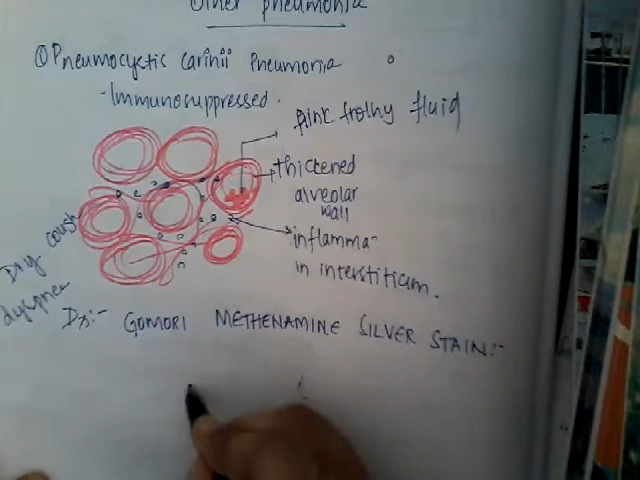 Other pneumonia
① Pneumocystic Carinii Pneumonia
- Immunosuppressed.
pink frothy fluid
thickened
alveolar
wall
inflamma-
in interstitium.
Dry cough
dyspnea
Dx:- GOMORI METHENAMINE SILVER STAIN:-